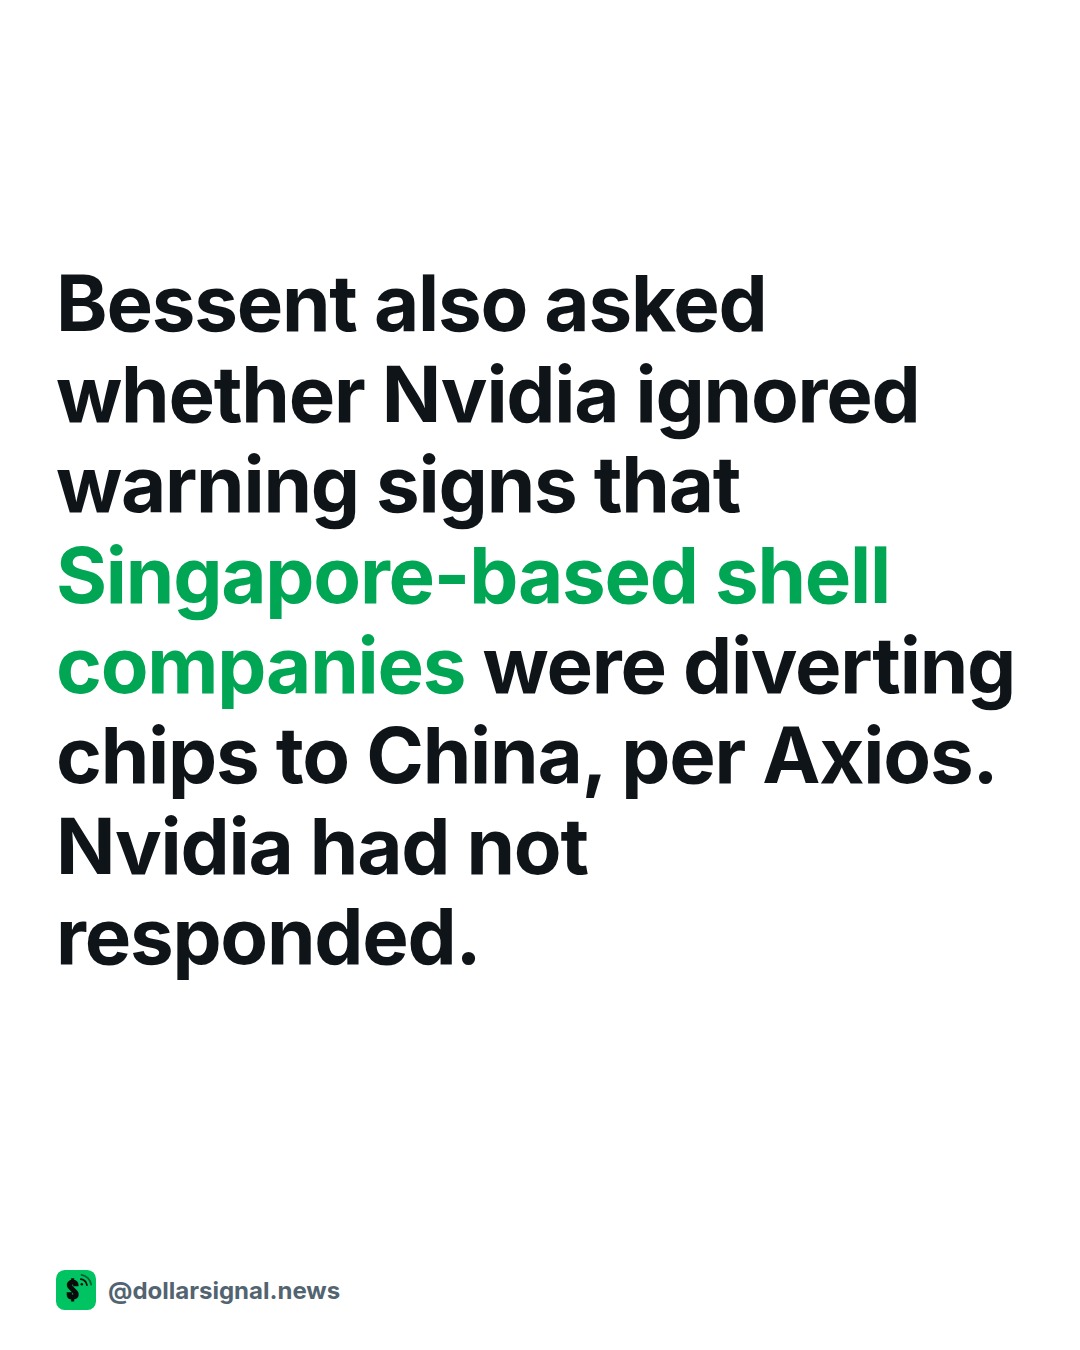 Bessent also asked
whether Nvidia ignored
warning signs that
Singapore-based shell
companies were diverting
chips to China, per Axios.
Nvidia had not
responded.
$ @dollarsignal.news